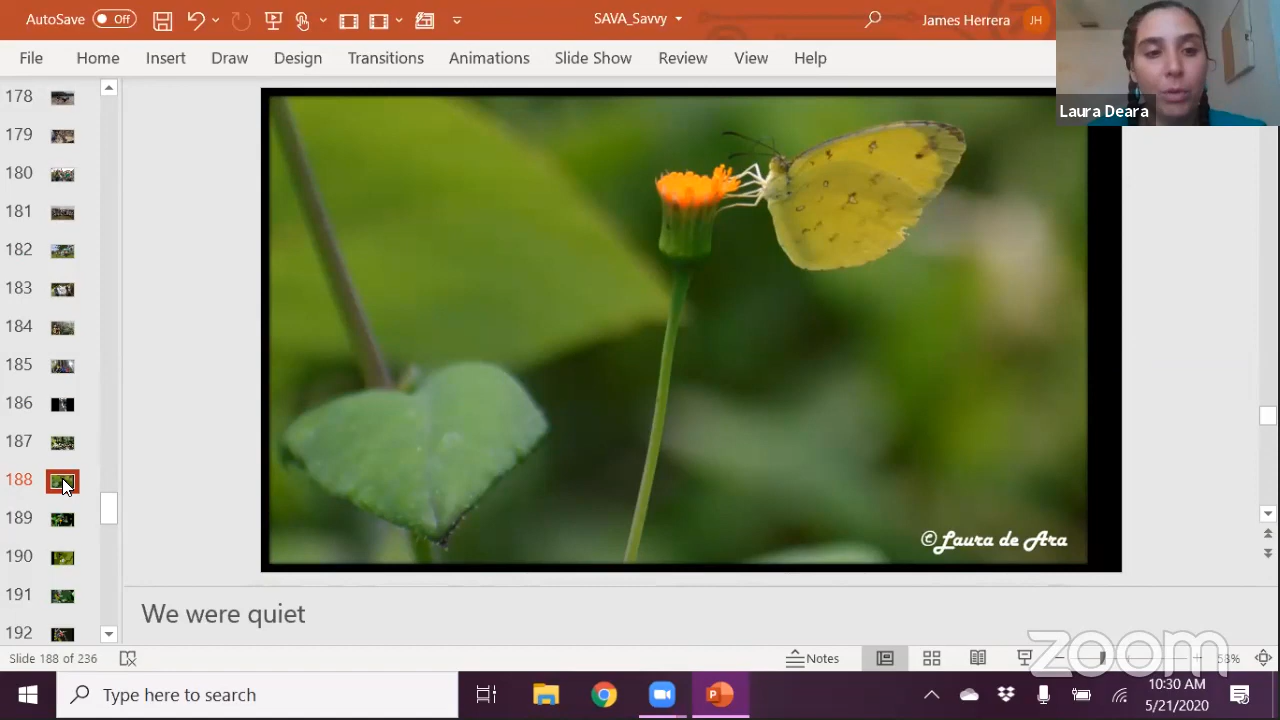 AutoSave Off SAVA_Savvy James Herrera JH
File Home Insert Draw Design Transitions Animations Slide Show Review View Help
Laura Deara
178
179
180
181
182
183
184
185
186
187
188
189
190
191
192
©Laura de Ara
We were quiet
zoom
Slide 188 of 236 Notes 58%
Type here to search
10:30 AM
5/21/2020